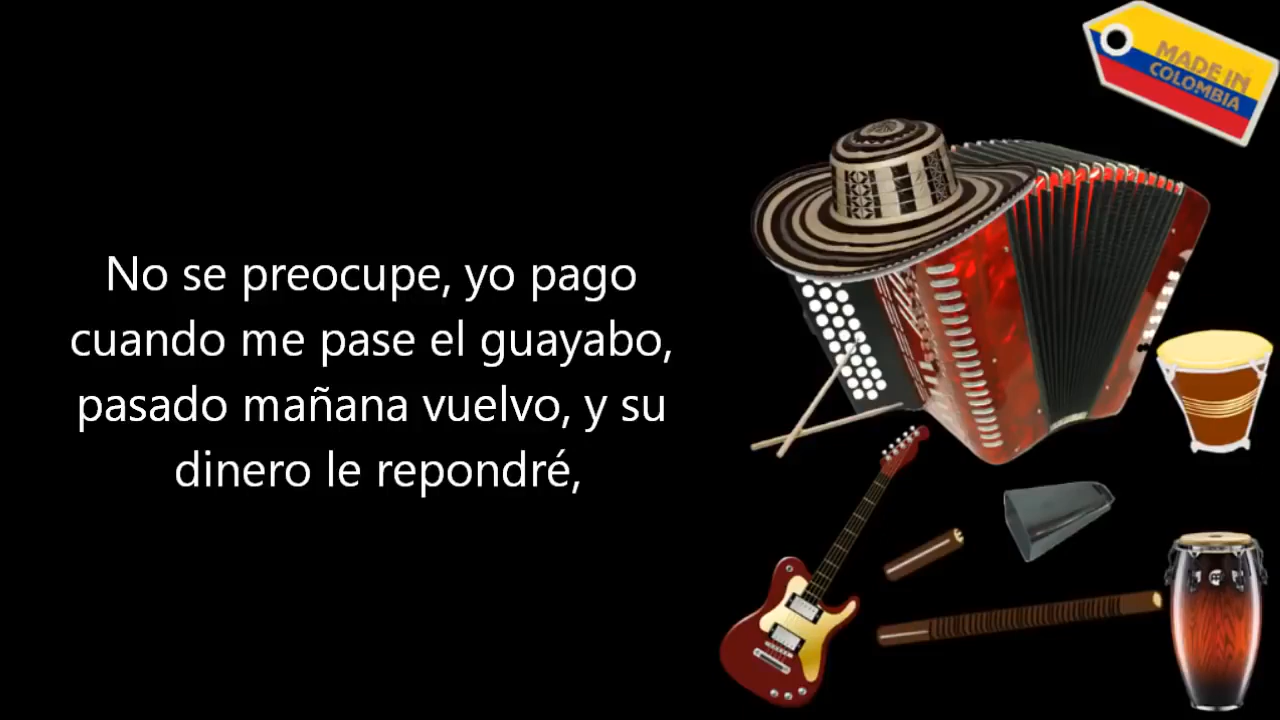 MADE IN
COLOMBIA
No se preocupe, yo pago
cuando me pase el guayabo,
pasado mañana vuelvo, y su
dinero le repondré,